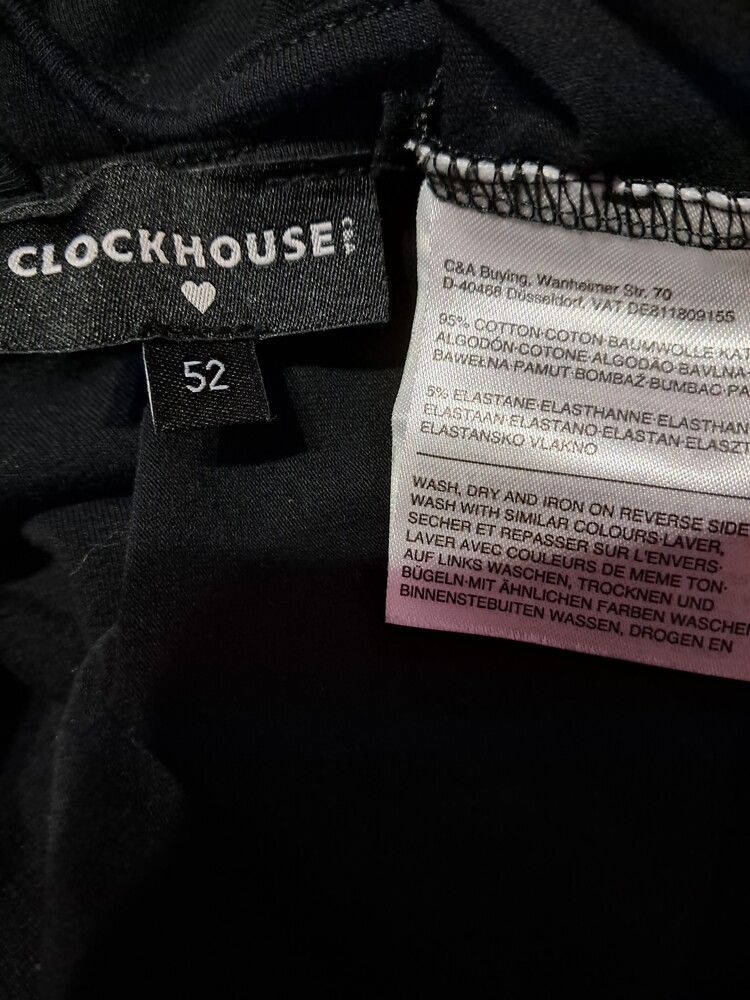 CLOCKHOUSE
52
C&A Buying, Wanheimer Str. 70
D-40468 Düsseldorf, VAT DE811809155
95% COTTON·COTON·BAUMWOLLE·KAT
ALGODÓN·COTONE·ALGODÃO·BAVLNA·
BAWEŁNA·PAMUT·BOMBAŽ·BUMBAC·PA
5% ELASTANE·ELASTHANNE·ELASTHAN
ELASTAAN·ELASTANO·ELASTAN·ELASZT
ELASTANSKO VLAKNO
WASH, DRY AND IRON ON REVERSE SIDE
WASH WITH SIMILAR COLOURS·LAVER,
SECHER ET REPASSER SUR L'ENVERS·
LAVER AVEC COULEURS DE MEME TON·
AUF LINKS WASCHEN, TROCKNEN UND
BÜGELN·MIT ÄHNLICHEN FARBEN WASCHEN
BINNENSTEBUITEN WASSEN, DROGEN EN